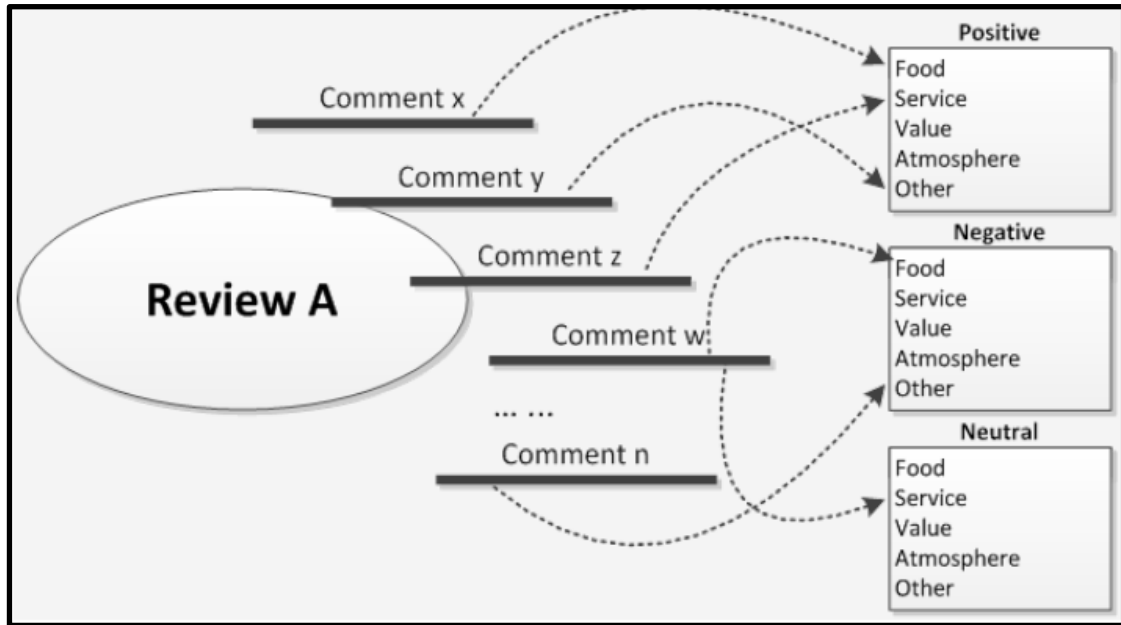 Comment x
Comment y
Comment z
Review A
Comment w
... ...
Comment n
Positive
Food
Service
Value
Atmosphere
Other
Negative
Food
Service
Value
Atmosphere
Other
Neutral
Food
Service
Value
Atmosphere
Other